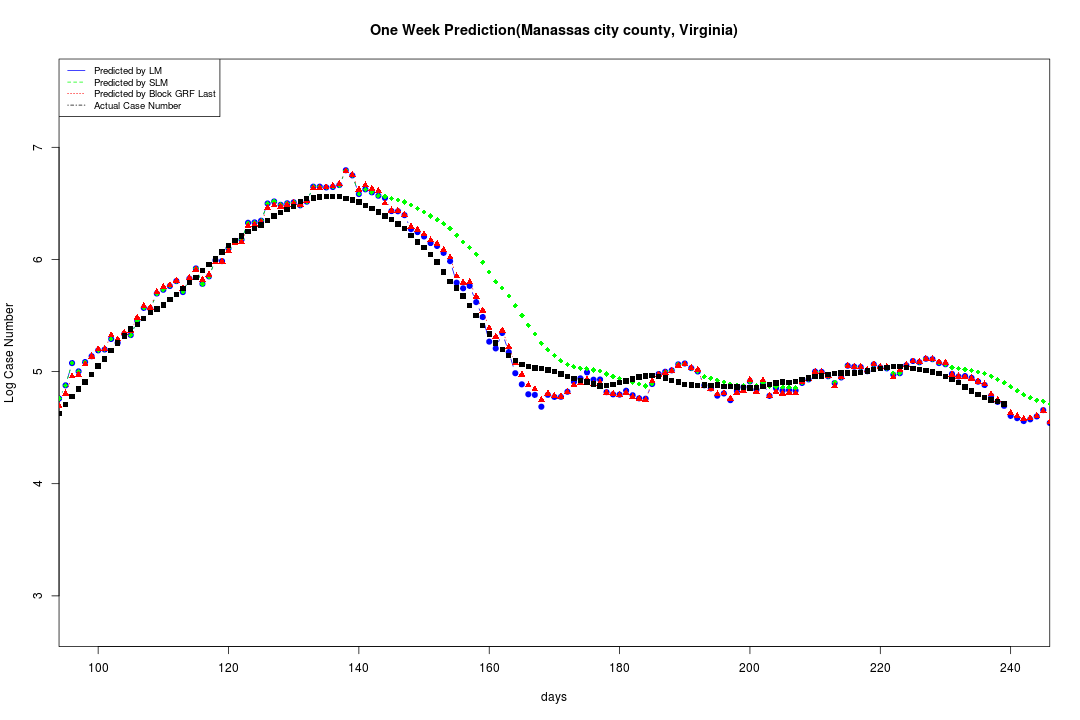 One Week Prediction(Manassas city county, Virginia)
Predicted by LM
Predicted by SLM
Predicted by Block GRF Last
Actual Case Number
Log Case Number
7
6
5
4
3
100 120 140 160 180 200 220 240
days